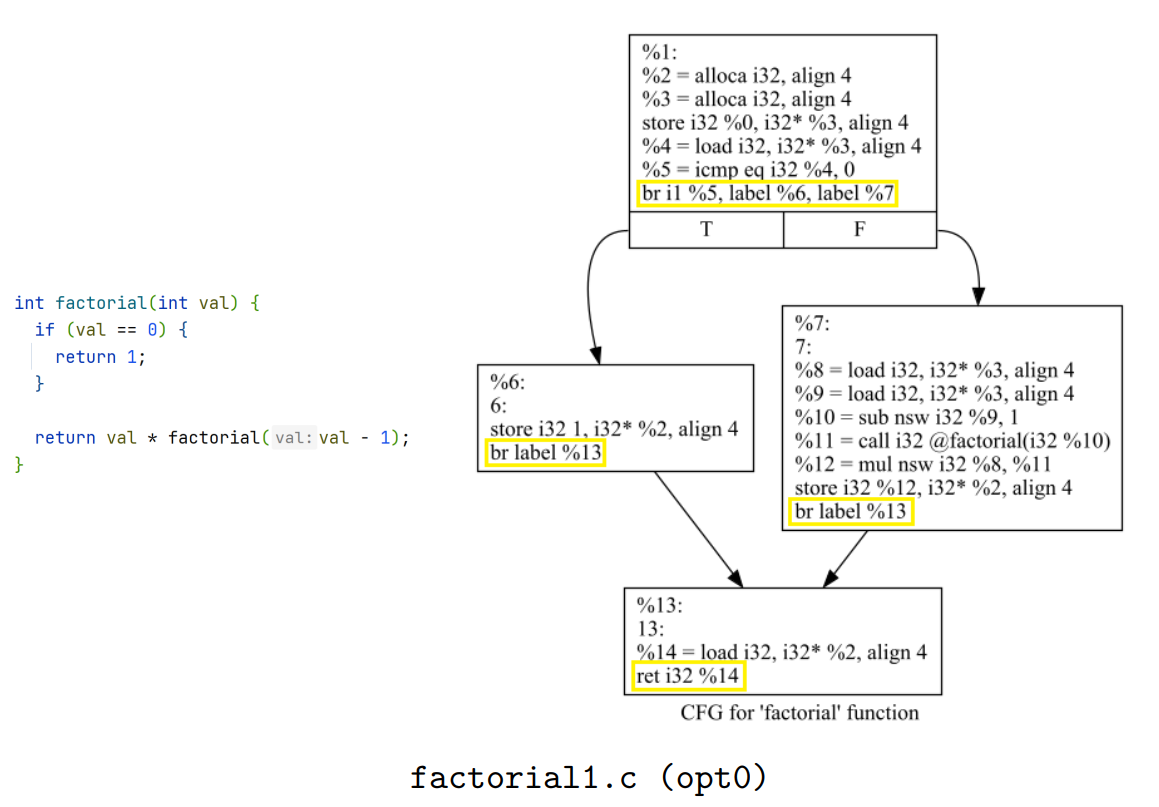 int factorial(int val) {
if (val == 0) {
return 1;
}
return val * factorial( val: val - 1);
}
%1:
%2 = alloca i32, align 4
%3 = alloca i32, align 4
store i32 %0, i32* %3, align 4
%4 = load i32, i32* %3, align 4
%5 = icmp eq i32 %4, 0
br i1 %5, label %6, label %7
T
F
%6:
6:
store i32 1, i32* %2, align 4
br label %13
%7:
7:
%8 = load i32, i32* %3, align 4
%9 = load i32, i32* %3, align 4
%10 = sub nsw i32 %9, 1
%11 = call i32 @factorial(i32 %10)
%12 = mul nsw i32 %8, %11
store i32 %12, i32* %2, align 4
br label %13
%13:
13:
%14 = load i32, i32* %2, align 4
ret i32 %14
CFG for 'factorial' function
factorial1.c (opt0)